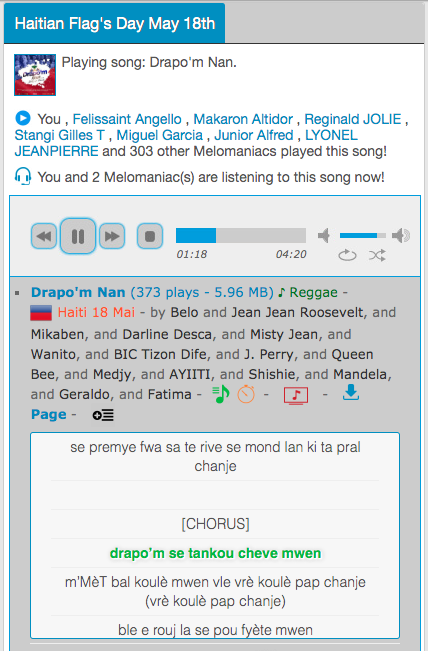 Haitian Flag's Day May 18th
Playing song: Drapo'm Nan.
You , Felissaint Angello , Makaron Altidor , Reginald JOLIE ,
Stangi Gilles T , Miguel Garcia , Junior Alfred , LYONEL
JEANPIERRE and 303 other Melomaniacs played this song!
You and 2 Melomaniac(s) are listening to this song now!
01:18 04:20
Drapo'm Nan (373 plays - 5.96 MB) Reggae -
Haiti 18 Mai - by Belo and Jean Jean Roosevelt, and
Mikaben, and Darline Desca, and Misty Jean, and
Wanito, and BIC Tizon Dife, and J. Perry, and Queen
Bee, and Medjy, and AYIITI, and Shishie, and Mandela,
and Geraldo, and Fatima - - - -
Page -
se premye fwa sa te rive se mond lan ki ta pral
chanje
[CHORUS]
drapo'm se tankou cheve mwen
m'MèT bal koulè mwen vle vrè koulè pap chanje
(vrè koulè pap chanje)
ble e rouj la se pou fyète mwen